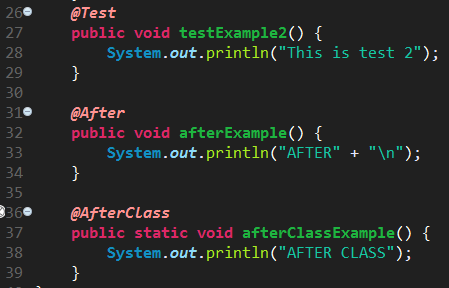 26 @Test
27 public void testExample2() {
28 System.out.println("This is test 2");
29 }
30
31 @After
32 public void afterExample() {
33 System.out.println("AFTER" + "\n");
34 }
35
36 @AfterClass
37 public static void afterClassExample() {
38 System.out.println("AFTER CLASS");
39 }